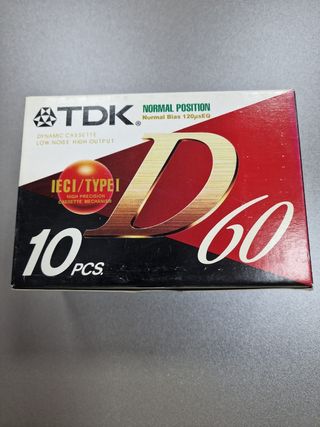 TDK®
NORMAL POSITION
Normal Bias 120µsEQ
DYNAMIC CASSETTE
LOW NOISE HIGH OUTPUT
IECI/TYPE I
HIGH PRECISION
CASSETTE MECHANISM
D
60
10 PCS.